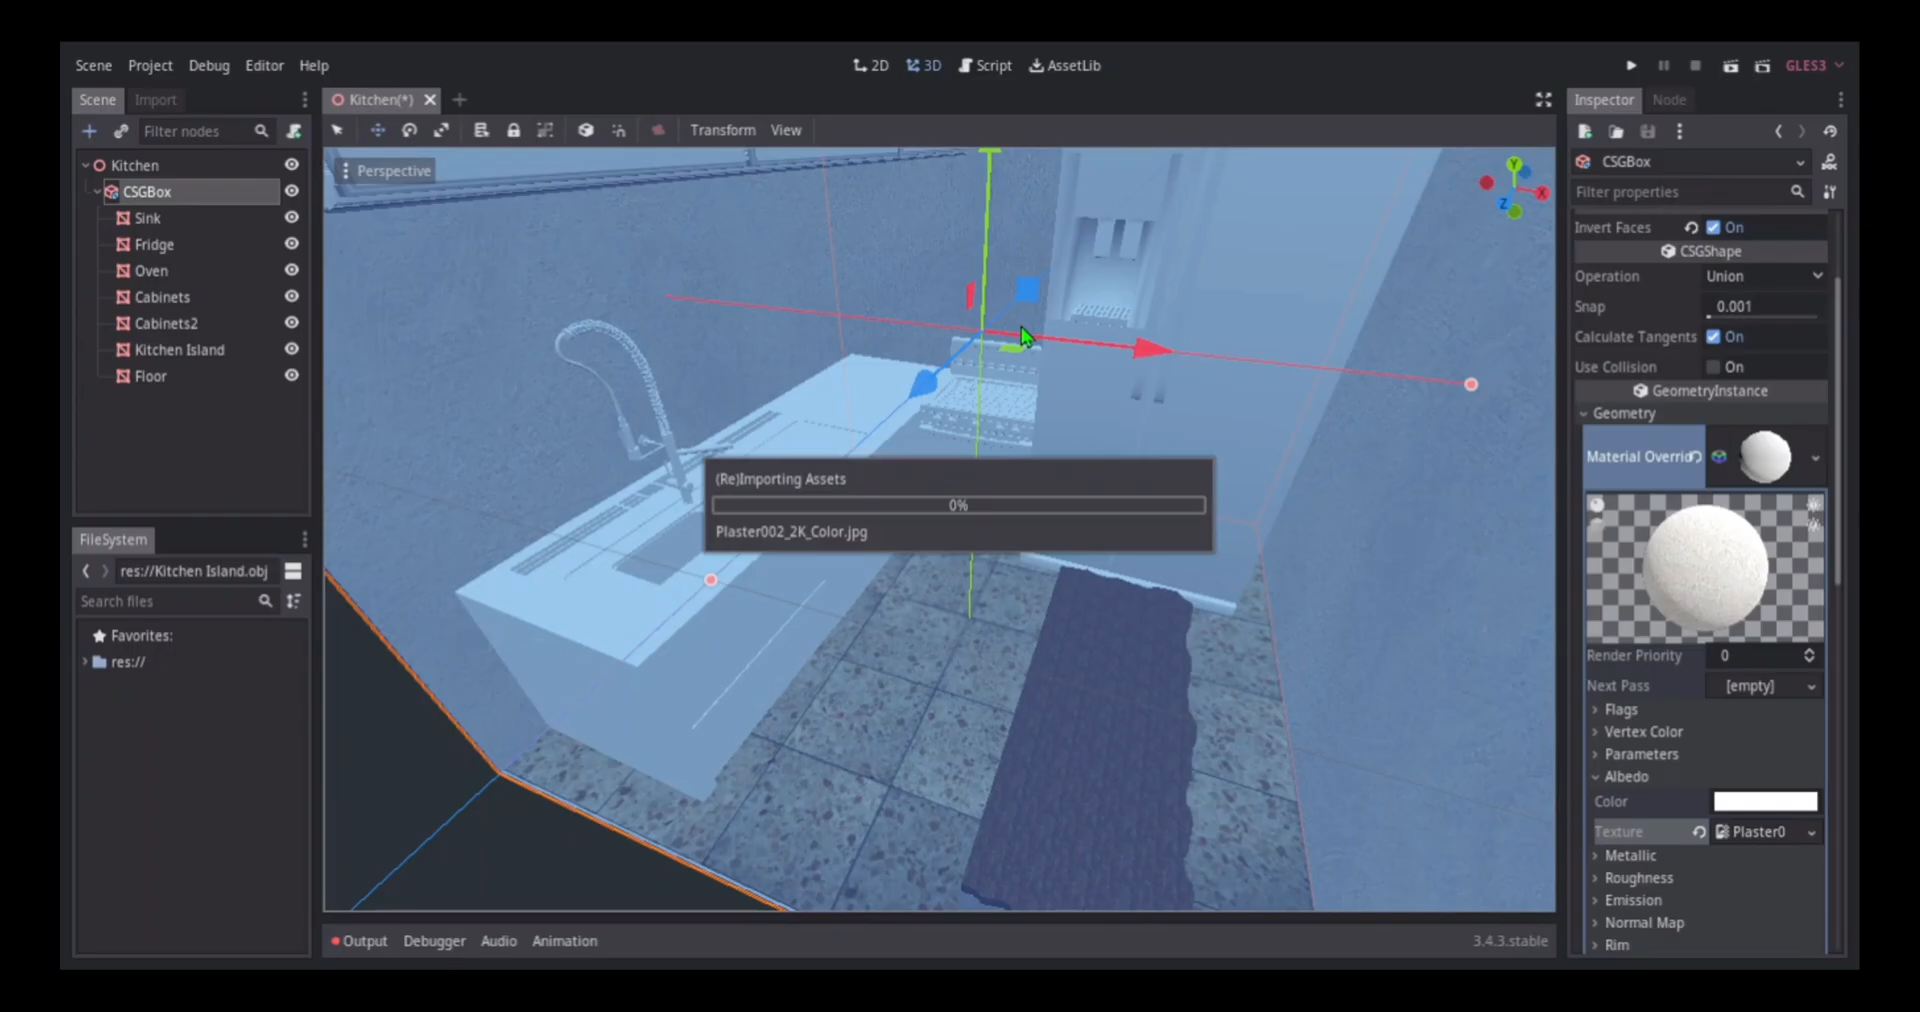 Scene Project Debug Editor Help
2D 3D Script AssetLib
GLES3
Scene Import
Kitchen(*)
Inspector Node
Filter nodes
Transform View
Kitchen
CSGBox
Sink
Fridge
Oven
Cabinets
Cabinets2
Kitchen Island
Floor
FileSystem
res://Kitchen Island.obj
Search files
Favorites:
res://
Perspective
Y
X
Z
(Re)Importing Assets
0%
Plaster002_2K_Color.jpg
Output Debugger Audio Animation
3.4.3.stable
CSGBox
Filter properties
Invert Faces On
CSGShape
Operation Union
Snap 0.001
Calculate Tangents On
Use Collision On
GeometryInstance
Geometry
Material Overrid
Render Priority 0
Next Pass [empty]
Flags
Vertex Color
Parameters
Albedo
Color
Texture Plaster0
Metallic
Roughness
Emission
Normal Map
Rim